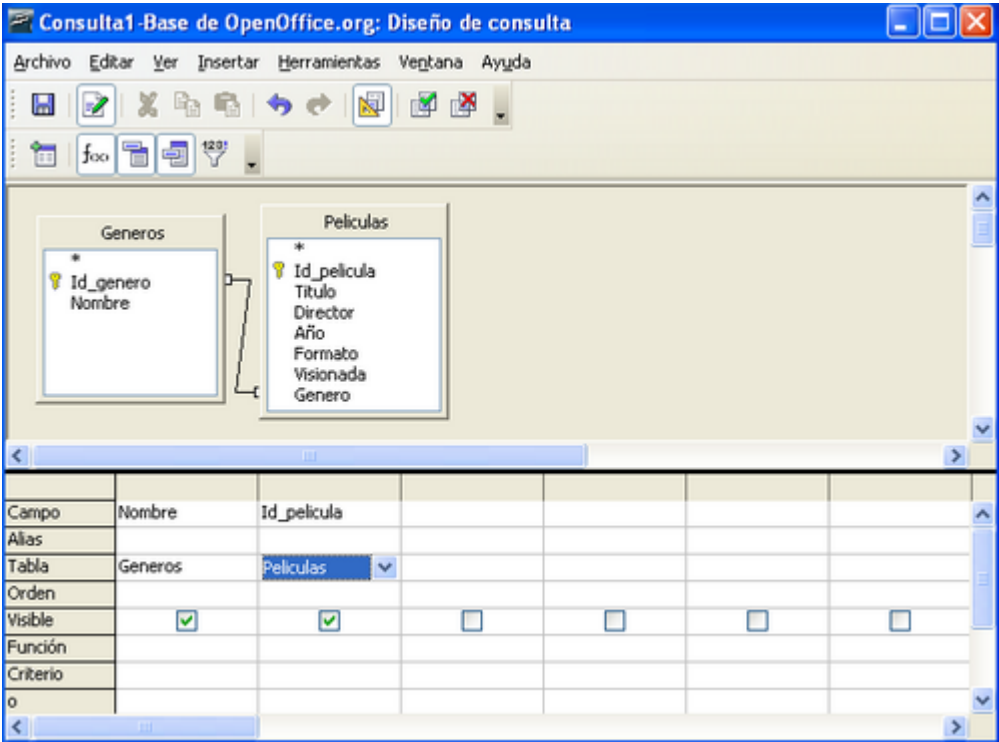 Consulta1-Base de OpenOffice.org: Diseño de consulta
Archivo Editar Ver Insertar Herramientas Ventana Ayuda
f(x) 123!
Generos
*
Id_genero
Nombre
Peliculas
*
Id_pelicula
Titulo
Director
Año
Formato
Visionada
Genero
Campo Nombre Id_pelicula
Alias
Tabla Generos Peliculas
Orden
Visible
Función
Criterio
o